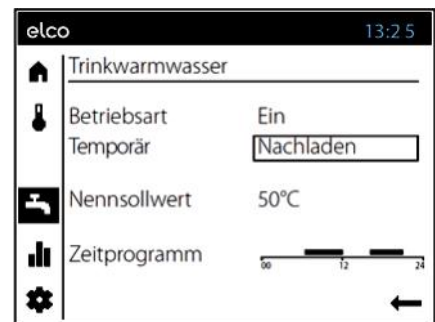 elco 13:25
Trinkwarmwasser
Betriebsart Ein
Temporär Nachladen
Nennsollwert 50°C
Zeitprogramm
00 12 24